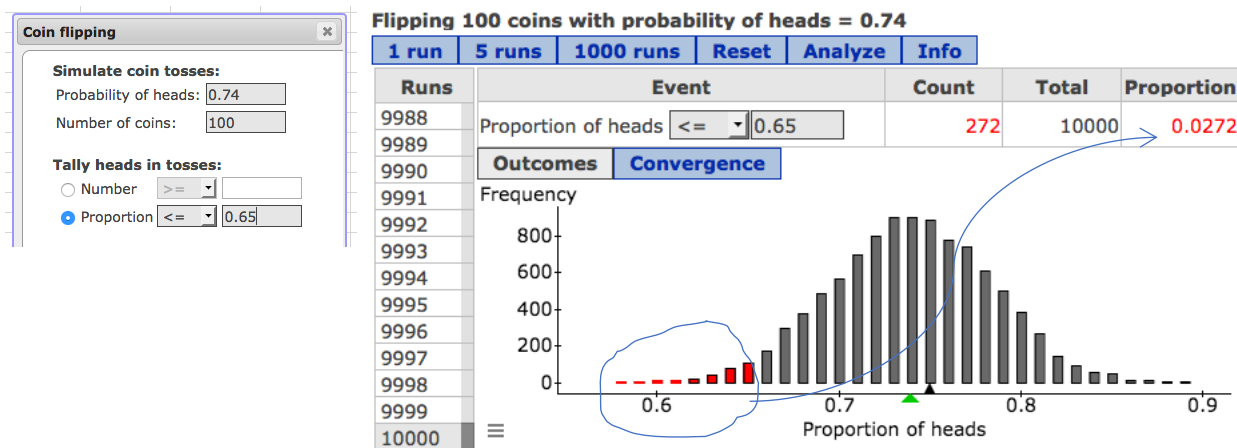 Coin flipping ×
Simulate coin tosses:
Probability of heads: 0.74
Number of coins: 100
Tally heads in tosses:
Number >=
Proportion <= 0.65
Flipping 100 coins with probability of heads = 0.74
1 run 5 runs 1000 runs Reset Analyze Info
Runs Event Count Total Proportion
9988
9989
9990
9991
9992
9993
9994
9995
9996
9997
9998
9999
10000
Proportion of heads <= 0.65 272 10000 0.0272
Outcomes Convergence
Frequency
800
600
400
200
0
0.6 0.7 0.8 0.9
Proportion of heads